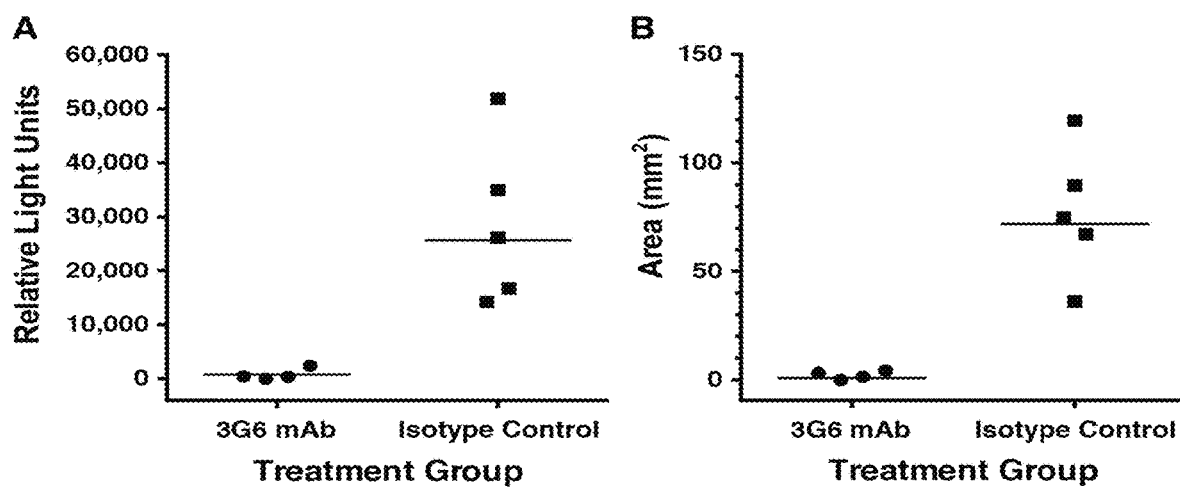 A
Relative Light Units
60,000
50,000
40,000
30,000
20,000
10,000
0
3G6 mAb Isotype Control
Treatment Group
B
Area (mm²)
150
100
50
0
3G6 mAb Isotype Control
Treatment Group